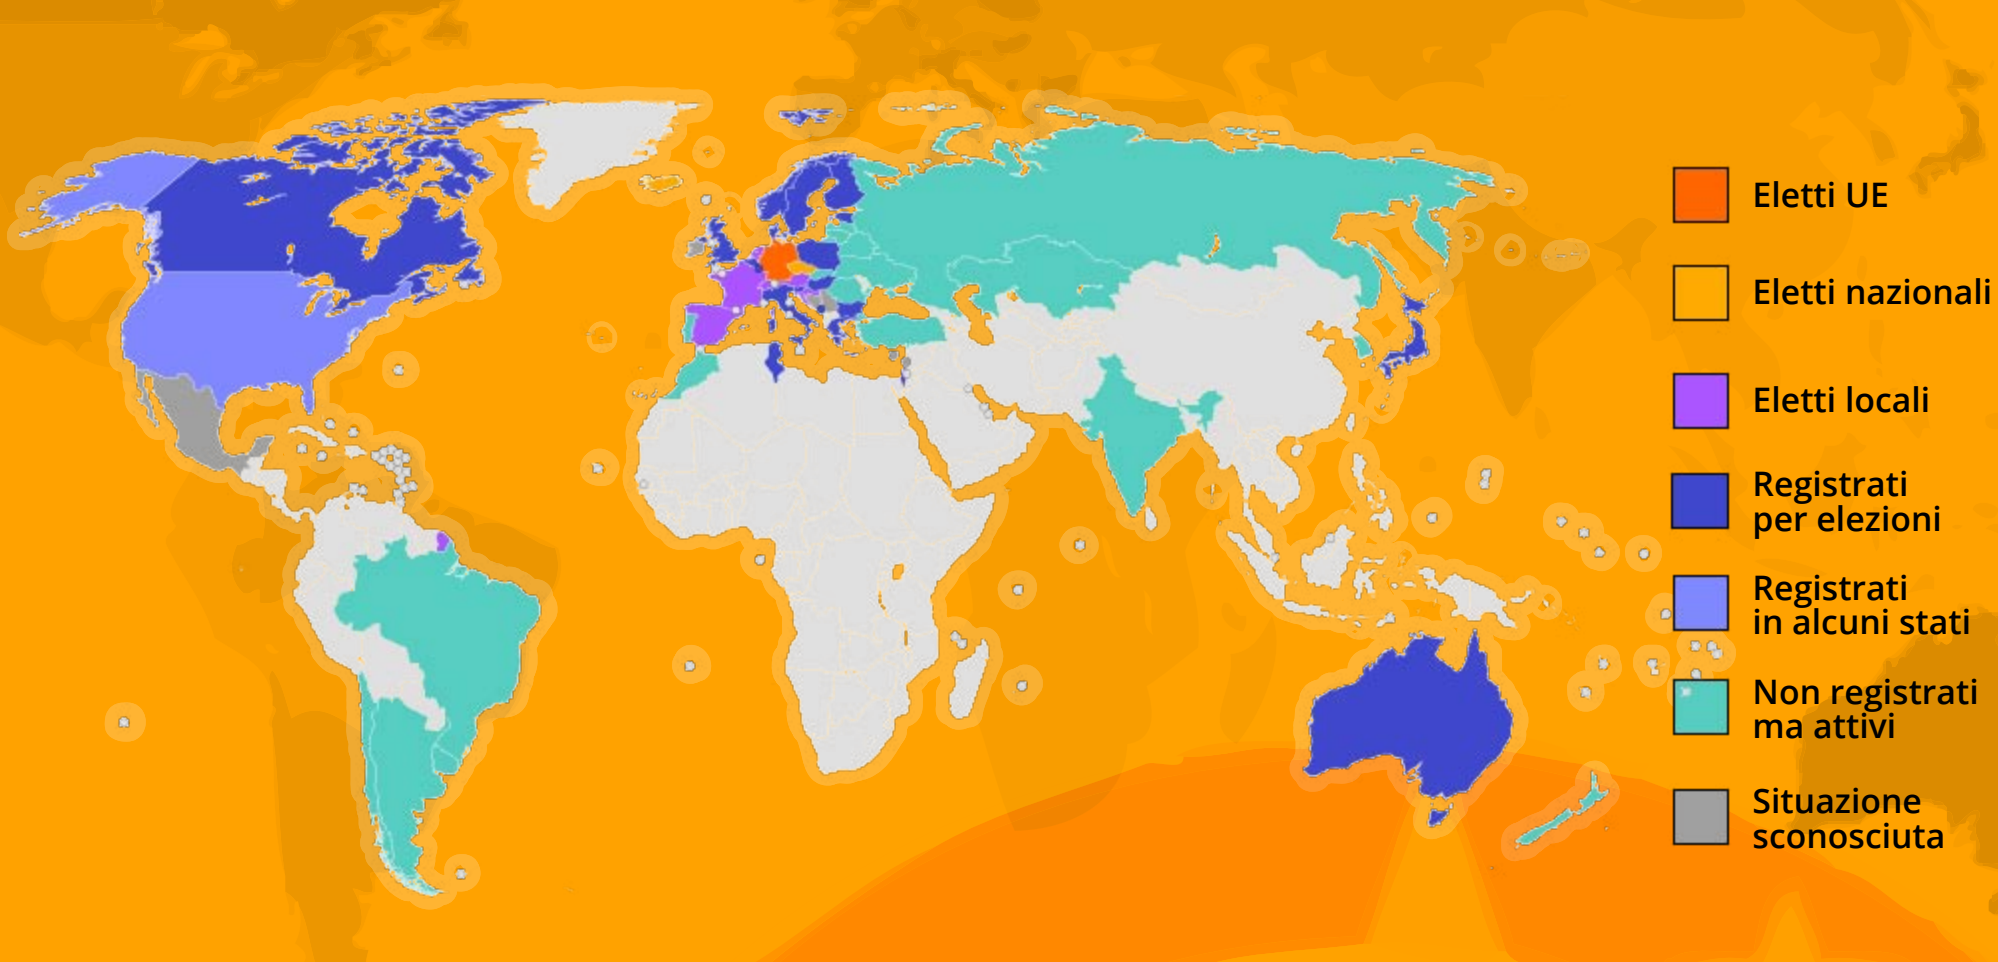 Eletti UE
Eletti nazionali
Eletti locali
Registrati
per elezioni
Registrati
in alcuni stati
Non registrati
ma attivi
Situazione
sconosciuta